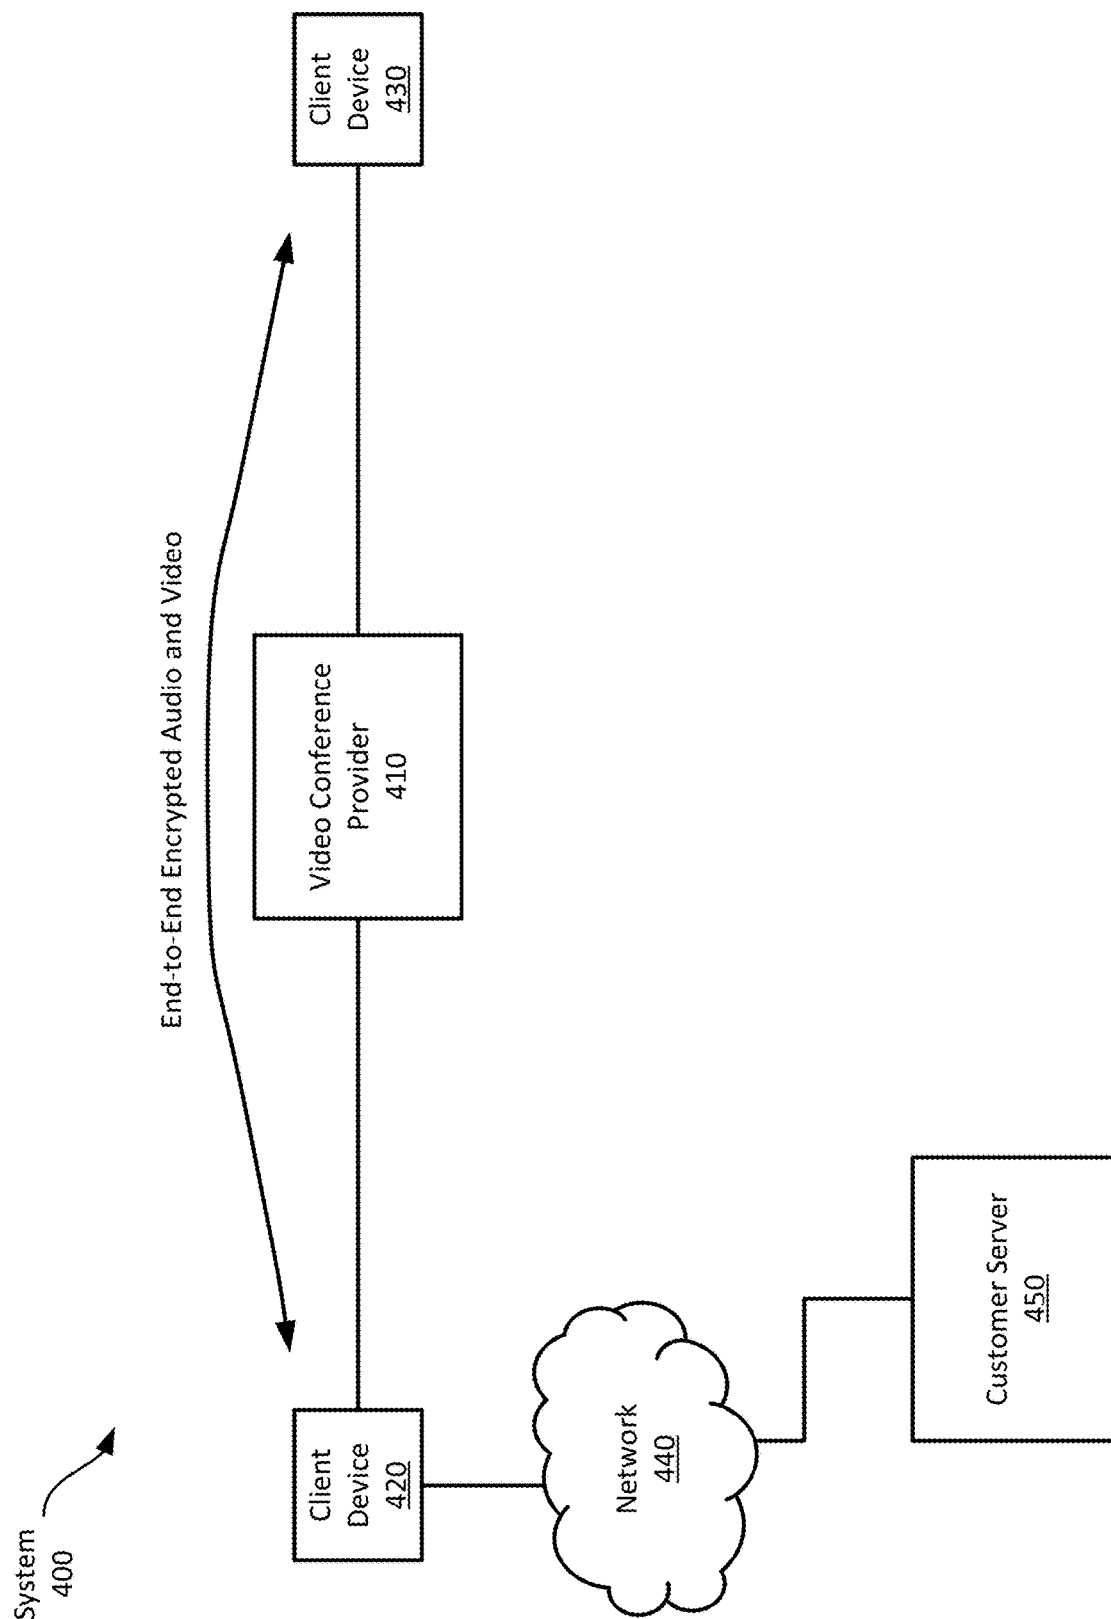 System
400
End-to-End Encrypted Audio and Video
Client
Device
420
Video Conference
Provider
410
Client
Device
430
Network
440
Customer Server
450